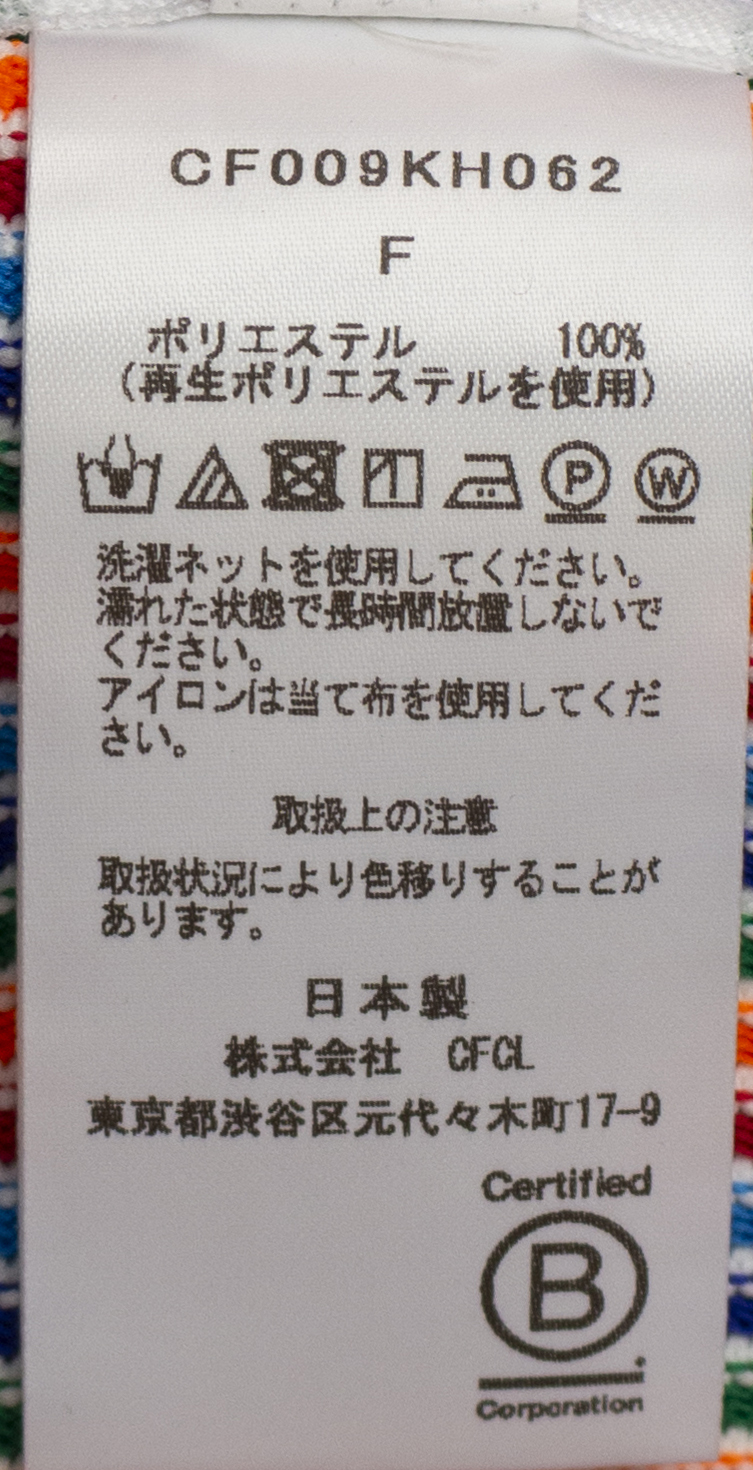 CF009KH062
F
ポリエステル 100%
(再生ポリエステルを使用)
P W
洗濯ネットを使用してください。
濡れた状態で長時間放置しないで
ください。
アイロンは当て布を使用してくだ
さい。
取扱上の注意
取扱状況により色移りすることが
あります。
日本製
株式会社 CFCL
東京都渋谷区元代々木町17-9
Certified
B
Corporation